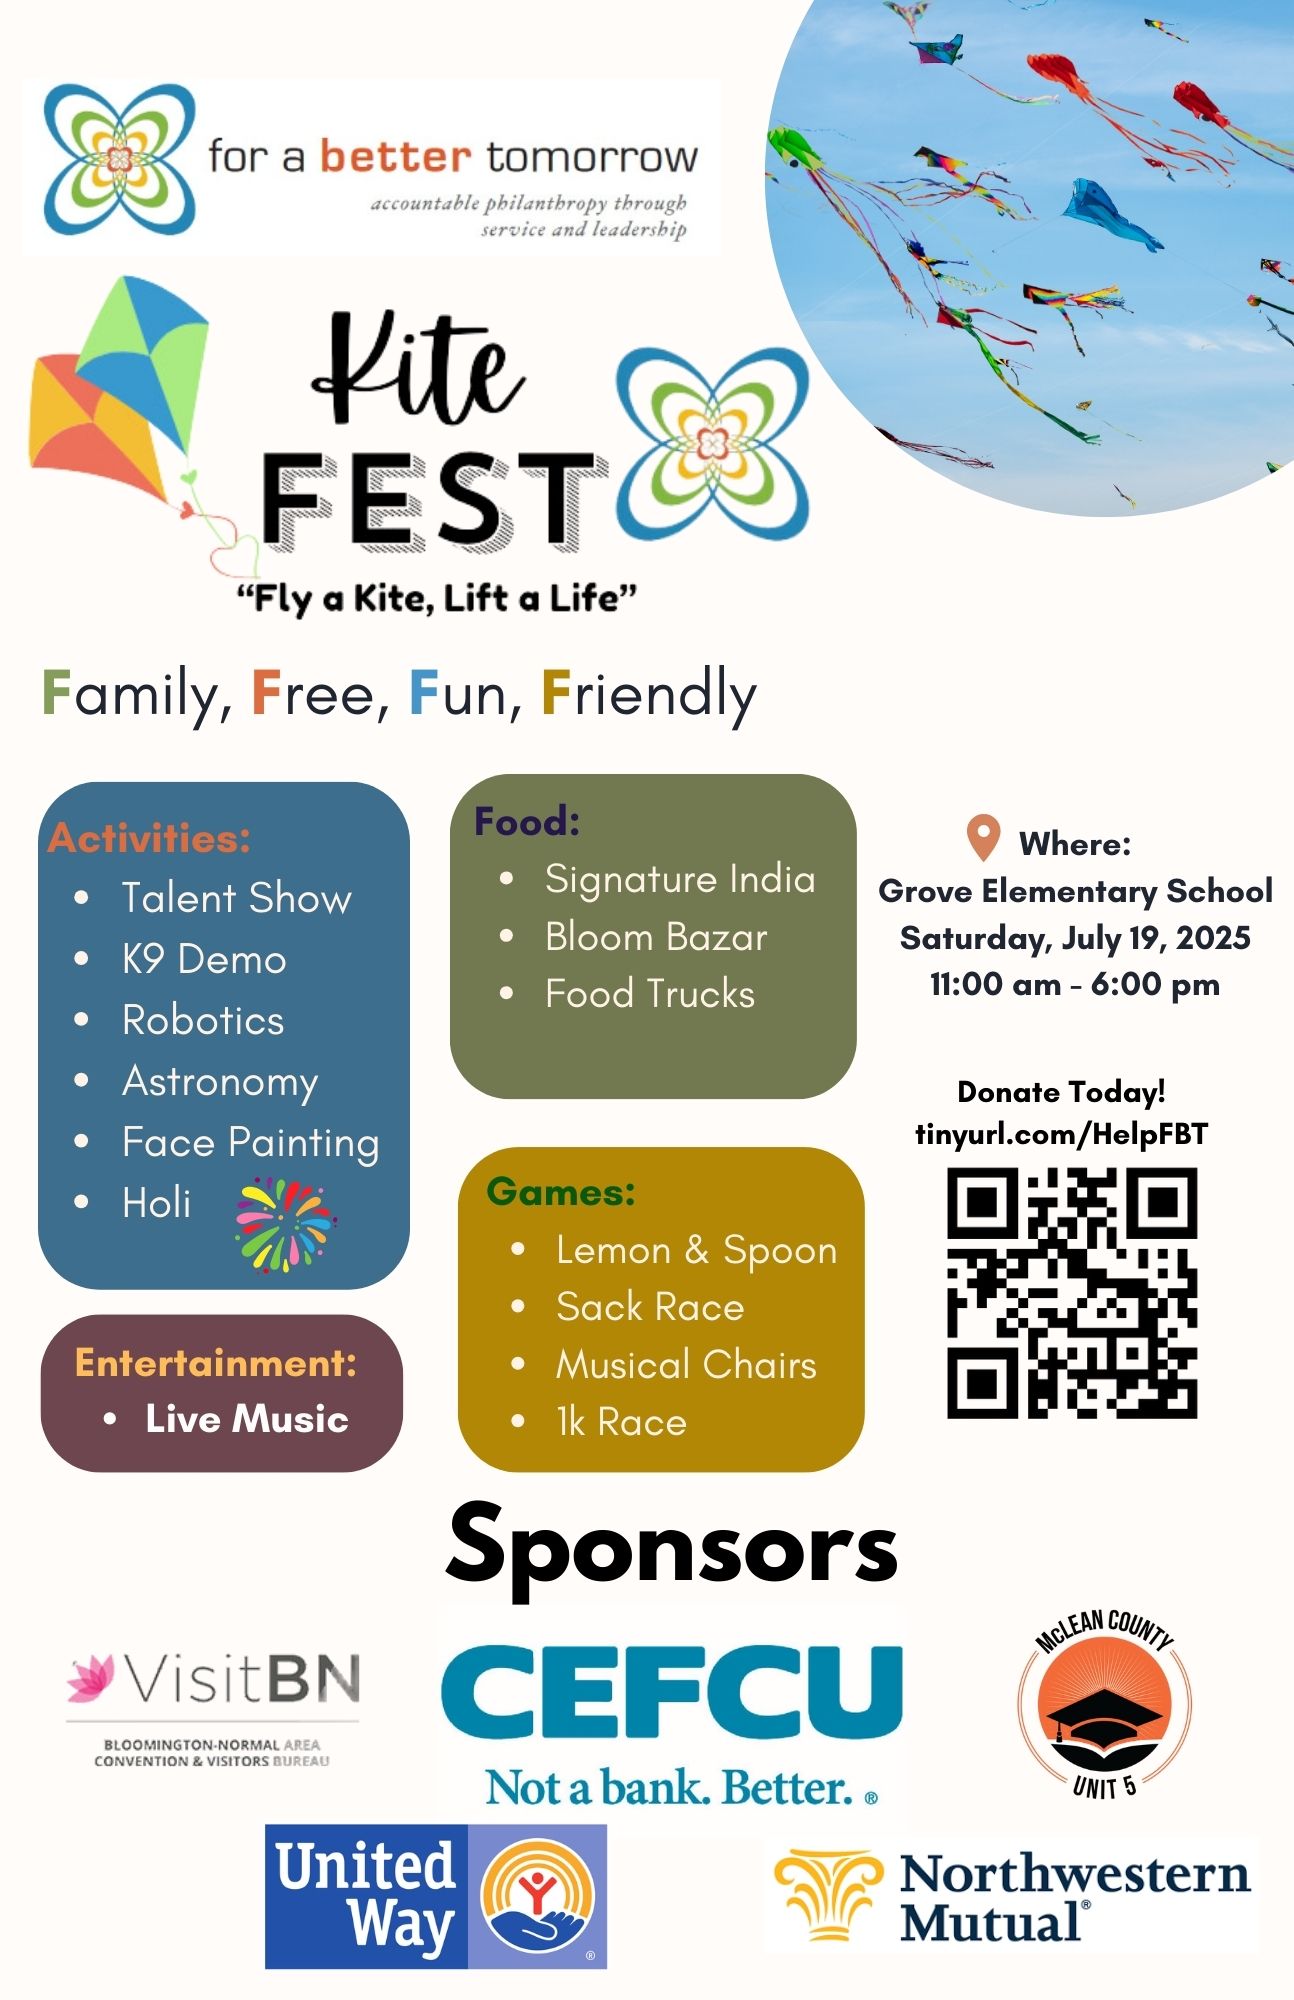 for a better tomorrow
accountable philanthropy through
service and leadership
Kite
FEST
“Fly a Kite, Lift a Life”
Family, Free, Fun, Friendly
Activities:
• Talent Show
• K9 Demo
• Robotics
• Astronomy
• Face Painting
• Holi
Entertainment:
• Live Music
Food:
• Signature India
• Bloom Bazar
• Food Trucks
Games:
• Lemon & Spoon
• Sack Race
• Musical Chairs
• 1k Race
Where:
Grove Elementary School
Saturday, July 19, 2025
11:00 am - 6:00 pm
Donate Today!
tinyurl.com/HelpFBT
Sponsors
VisitBN
BLOOMINGTON-NORMAL AREA
CONVENTION & VISITORS BUREAU
CEFCU
Not a bank. Better. ®
McLEAN COUNTY
UNIT 5
United
Way
®
Northwestern
Mutual®